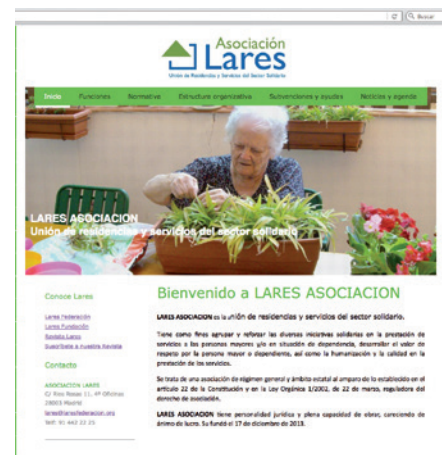 Buscar
Asociación
Lares
Unión de Residencias y Servicios del Sector Solidario
Inicio Funciones Normativa Estructura organizativa Subvenciones y ayudas Noticias y agenda
LARES ASOCIACION
Unión de residencias y servicios del sector solidario
Conoce Lares
Lares Federación
Lares Fundación
Revista Lares
Suscríbete a nuestra Revista
Contacto
ASOCIACIÓN LARES
C/ Ríos Rosas 11, 4º Oficinas
28003 Madrid
lares@laresfederacion.org
Telf: 91 442 22 25
Bienvenido a LARES ASOCIACION
LARES ASOCIACION es la unión de residencias y servicios del sector solidario.
Tiene como fines agrupar y reforzar las diversas iniciativas solidarias en la prestación de
servicios a las personas mayores y/o en situación de dependencia, desarrollar el valor de
respeto por la persona mayor o dependiente, así como la humanización y la calidad en la
prestación de los servicios.
Se trata de una asociación de régimen general y ámbito estatal al amparo de lo establecido en el
artículo 22 de la Constitución y en la Ley Orgánica 1/2002, de 22 de marzo, reguladora del
derecho de asociación.
LARES ASOCIACIÓN tiene personalidad jurídica y plena capacidad de obrar, careciendo de
ánimo de lucro. Su fundó el 17 de diciembre de 2013.